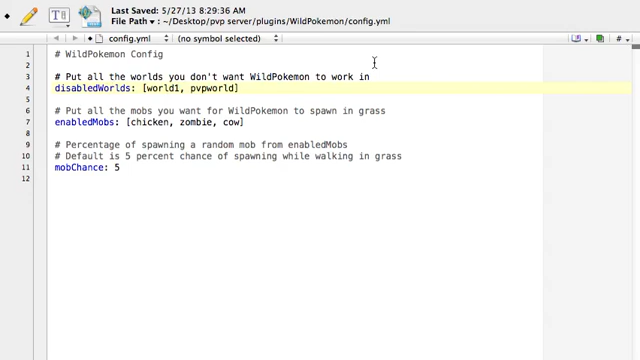 Last Saved: 5/27/13 8:29:36 AM
File Path ▾: ~/Desktop/pvp server/plugins/WildPokemon/config.yml
config.yml (no symbol selected) #
1 # WildPokemon Config
2
3 # Put all the worlds you don't want WildPokemon to work in
4 disabledWorlds: [world1, pvpworld]
5
6 # Put all the mobs you want for WildPokemon to spawn in grass
7 enabledMobs: [chicken, zombie, cow]
8
9 # Percentage of spawning a random mob from enabledMobs
10 # Default is 5 percent chance of spawning while walking in grass
11 mobChance: 5
12